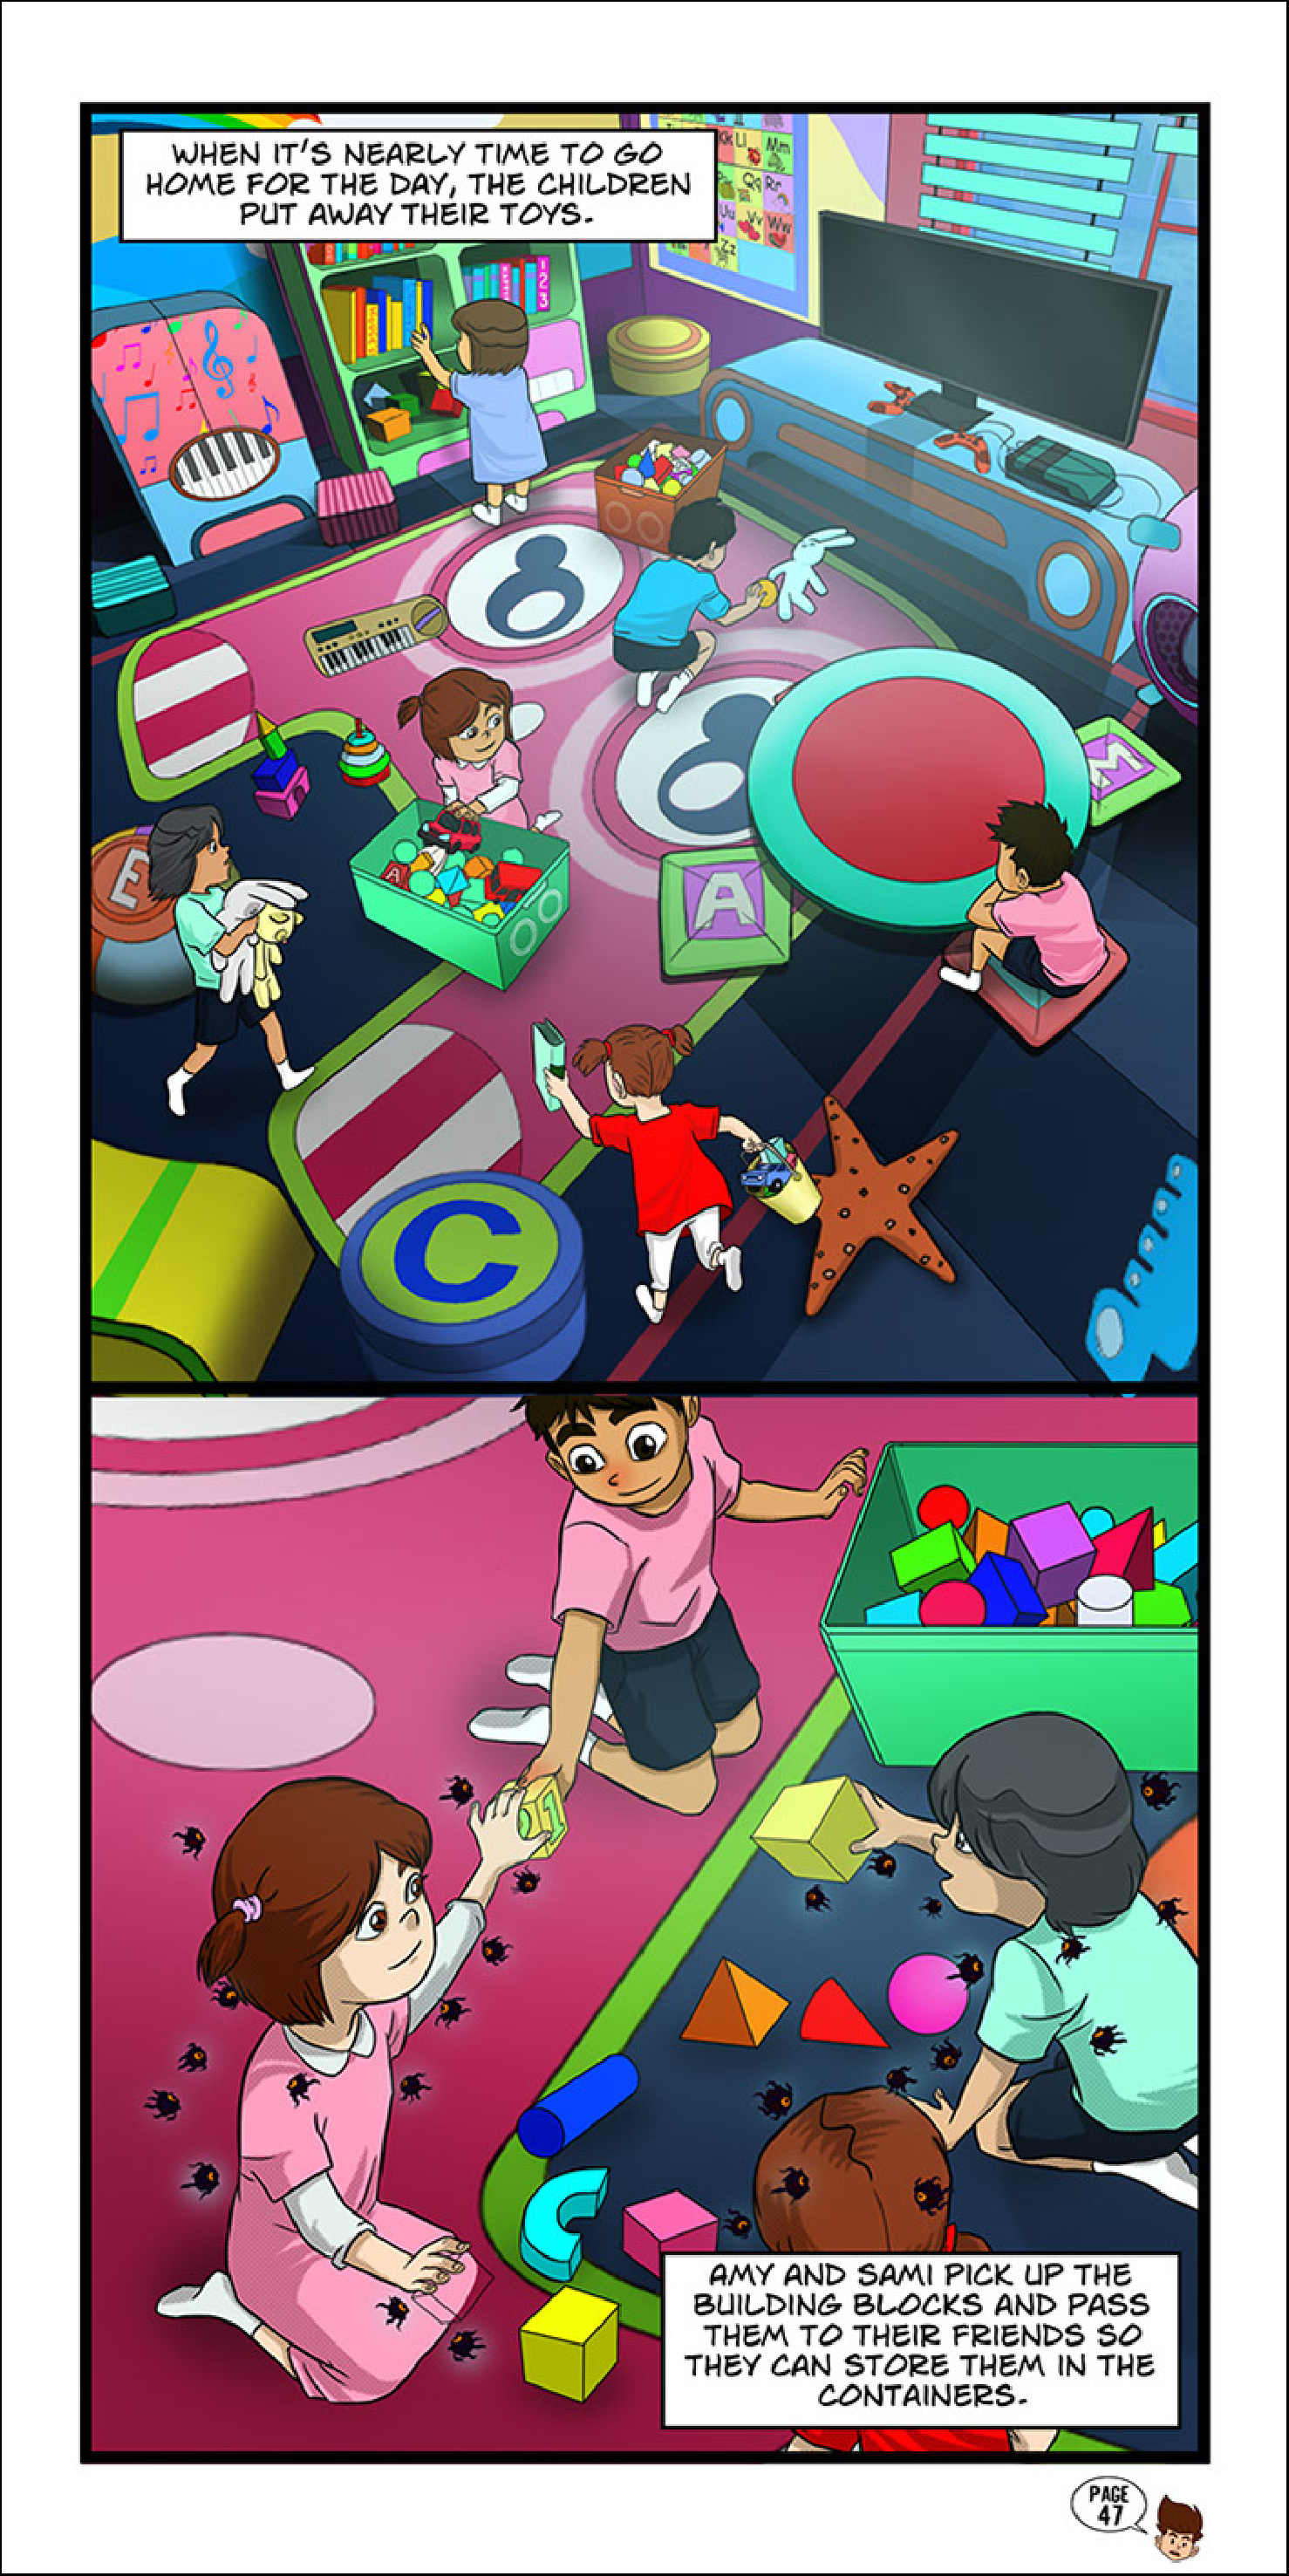 WHEN IT'S NEARLY TIME TO GO
HOME FOR THE DAY, THE CHILDREN
PUT AWAY THEIR TOYS.
Kk Ll Mm
Qq Rr
Uu Vv Ww
Zz
123
E
M
A
A
C
1
AMY AND SAMI PICK UP THE
BUILDING BLOCKS AND PASS
THEM TO THEIR FRIENDS SO
THEY CAN STORE THEM IN THE
CONTAINERS.
PAGE
47